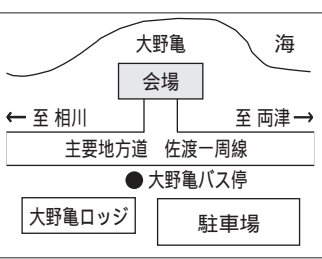 大野亀
海
会場
← 至 相川
至 両津 →
主要地方道 佐渡一周線
●大野亀バス停
大野亀ロッジ
駐車場